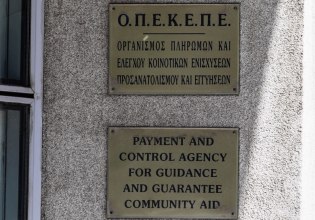 Ο.Π.Ε.Κ.Ε.Π.Ε.
ΟΡΓΑΝΙΣΜΟΣ ΠΛΗΡΩΜΩΝ ΚΑΙ
ΕΛΕΓΧΟΥ ΚΟΙΝΟΤΙΚΩΝ ΕΝΙΣΧΥΣΕΩΝ
ΠΡΟΣΑΝΑΤΟΛΙΣΜΟΥ ΚΑΙ ΕΓΓΥΗΣΕΩΝ
PAYMENT AND
CONTROL AGENCY
FOR GUIDANCE
AND GUARANTEE
COMMUNITY AID